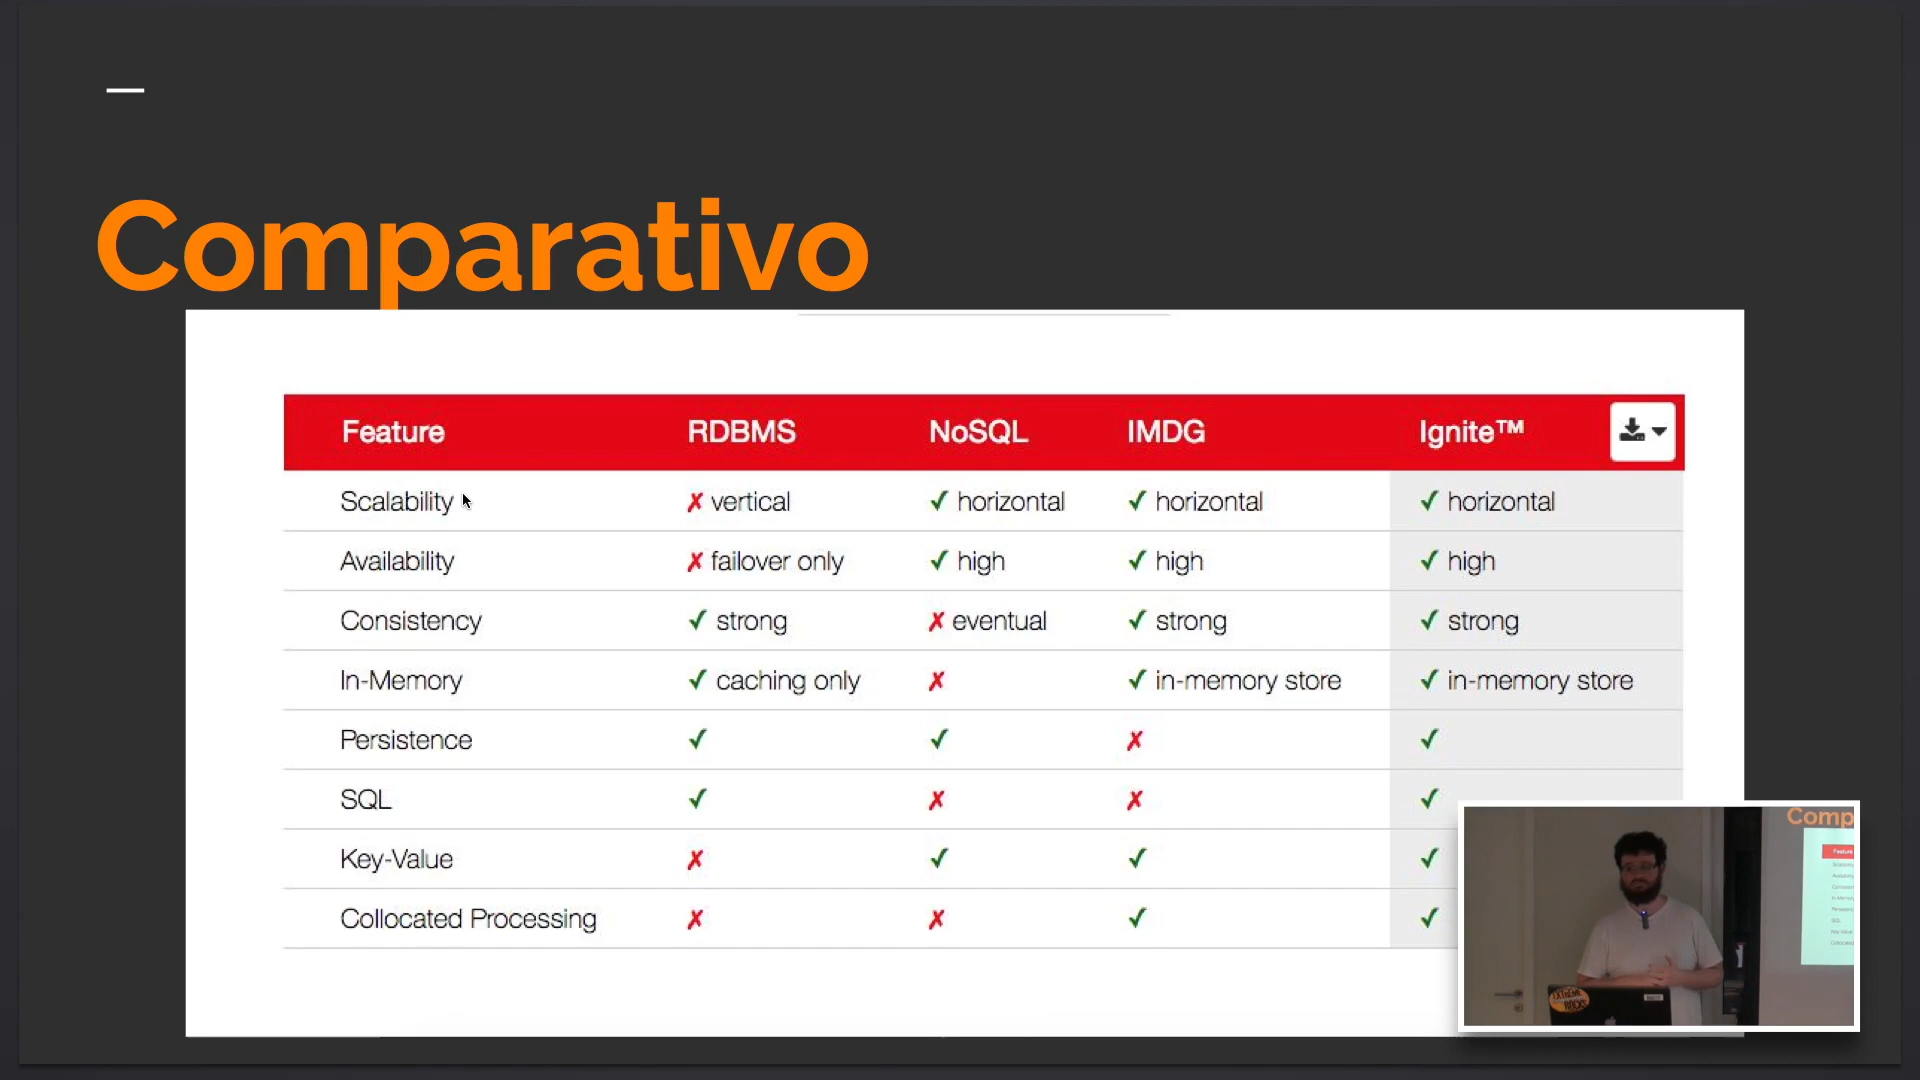 Comparativo
Feature RDBMS NoSQL IMDG Ignite™
Scalability ✗ vertical ✓ horizontal ✓ horizontal ✓ horizontal
Availability ✗ failover only ✓ high ✓ high ✓ high
Consistency ✓ strong ✗ eventual ✓ strong ✓ strong
In-Memory ✓ caching only ✗ ✓ in-memory store ✓ in-memory store
Persistence ✓ ✓ ✗ ✓
SQL ✓ ✗ ✗ ✓
Key-Value ✗ ✓ ✓ ✓
Collocated Processing ✗ ✗ ✓ ✓
Comp
Feature
EXTREME